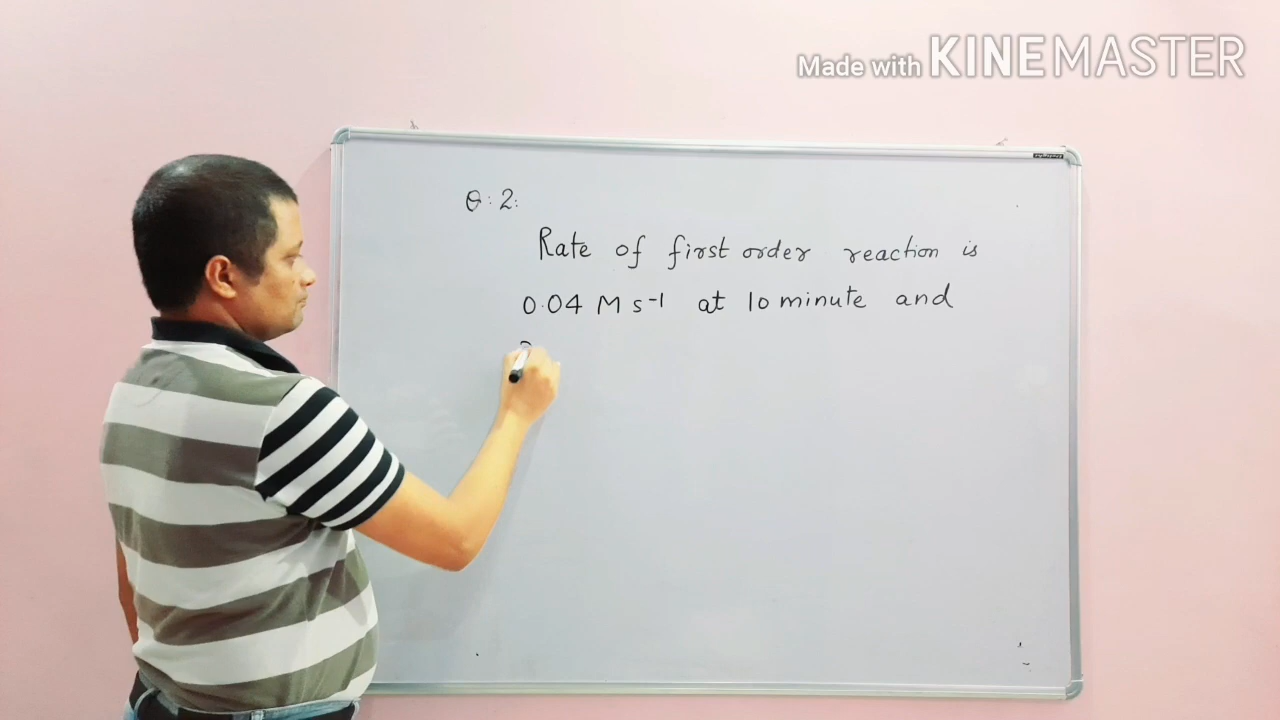 Made with KINEMASTER
Q: 2:
Rate of first order reaction is
0.04 M s⁻¹ at 10 minute and